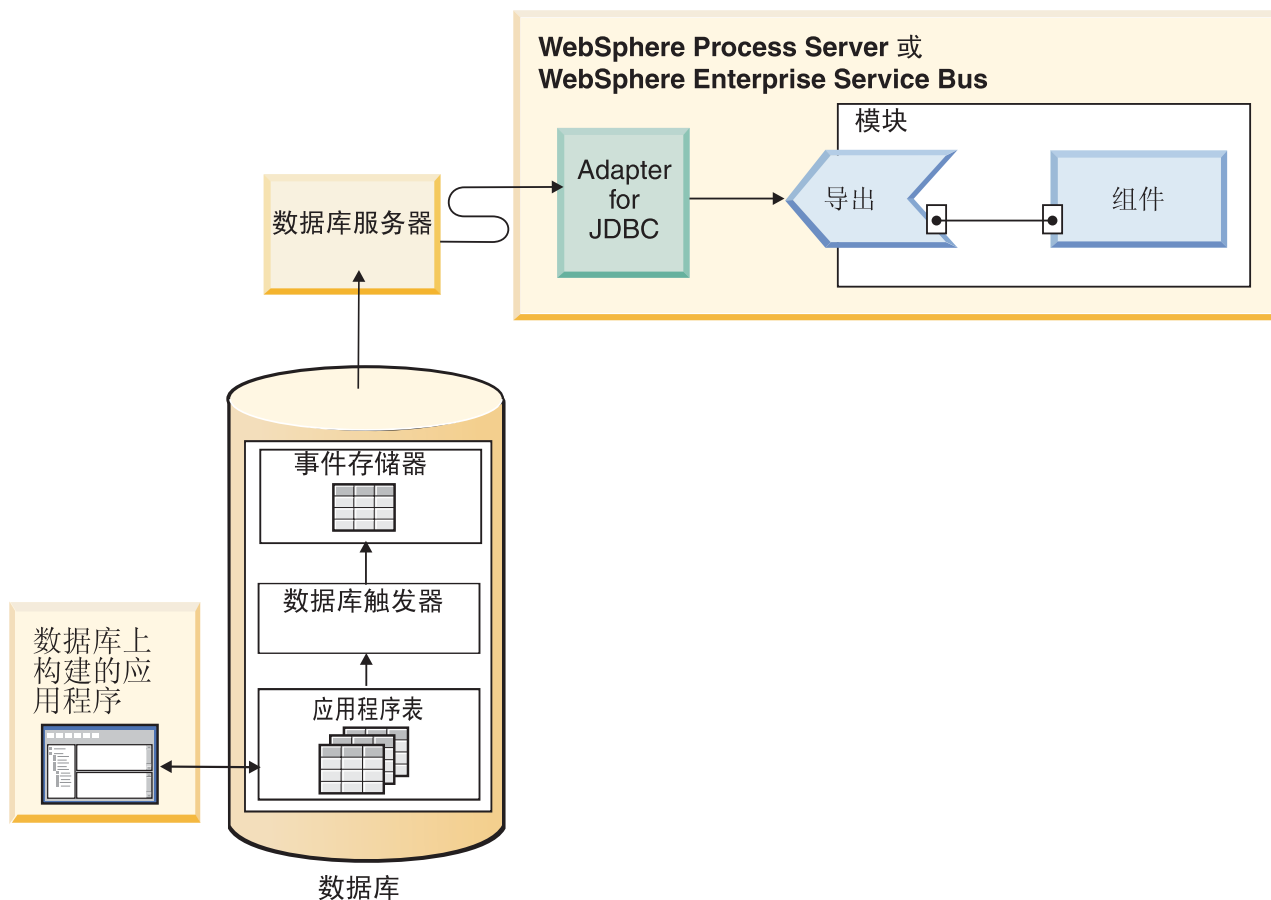 WebSphere Process Server 或
WebSphere Enterprise Service Bus
模块
Adapter
for
JDBC
导出
组件
数据库服务器
事件存储器
数据库触发器
应用程序表
数据库上
构建的应
用程序
数据库